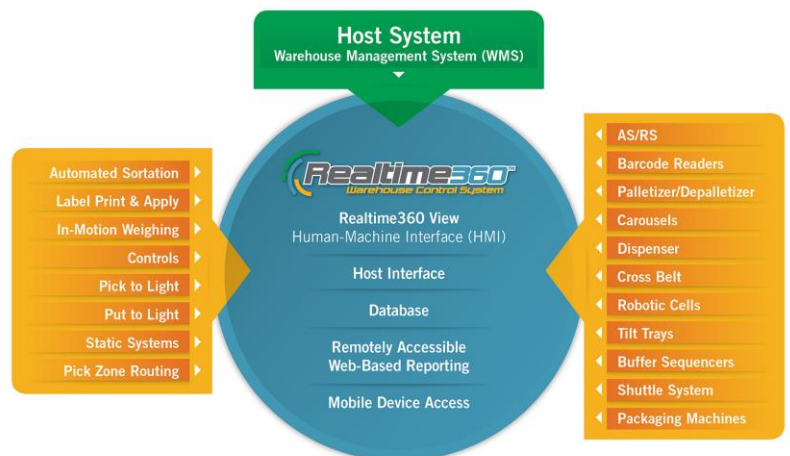 Host System
Warehouse Management System (WMS)
Automated Sortation
Label Print & Apply
In-Motion Weighing
Controls
Pick to Light
Put to Light
Static Systems
Pick Zone Routing
Realtime360™
Warehouse Control System
Realtime360 View
Human-Machine Interface (HMI)
Host Interface
Database
Remotely Accessible
Web-Based Reporting
Mobile Device Access
AS/RS
Barcode Readers
Palletizer/Depalletizer
Carousels
Dispenser
Cross Belt
Robotic Cells
Tilt Trays
Buffer Sequencers
Shuttle System
Packaging Machines